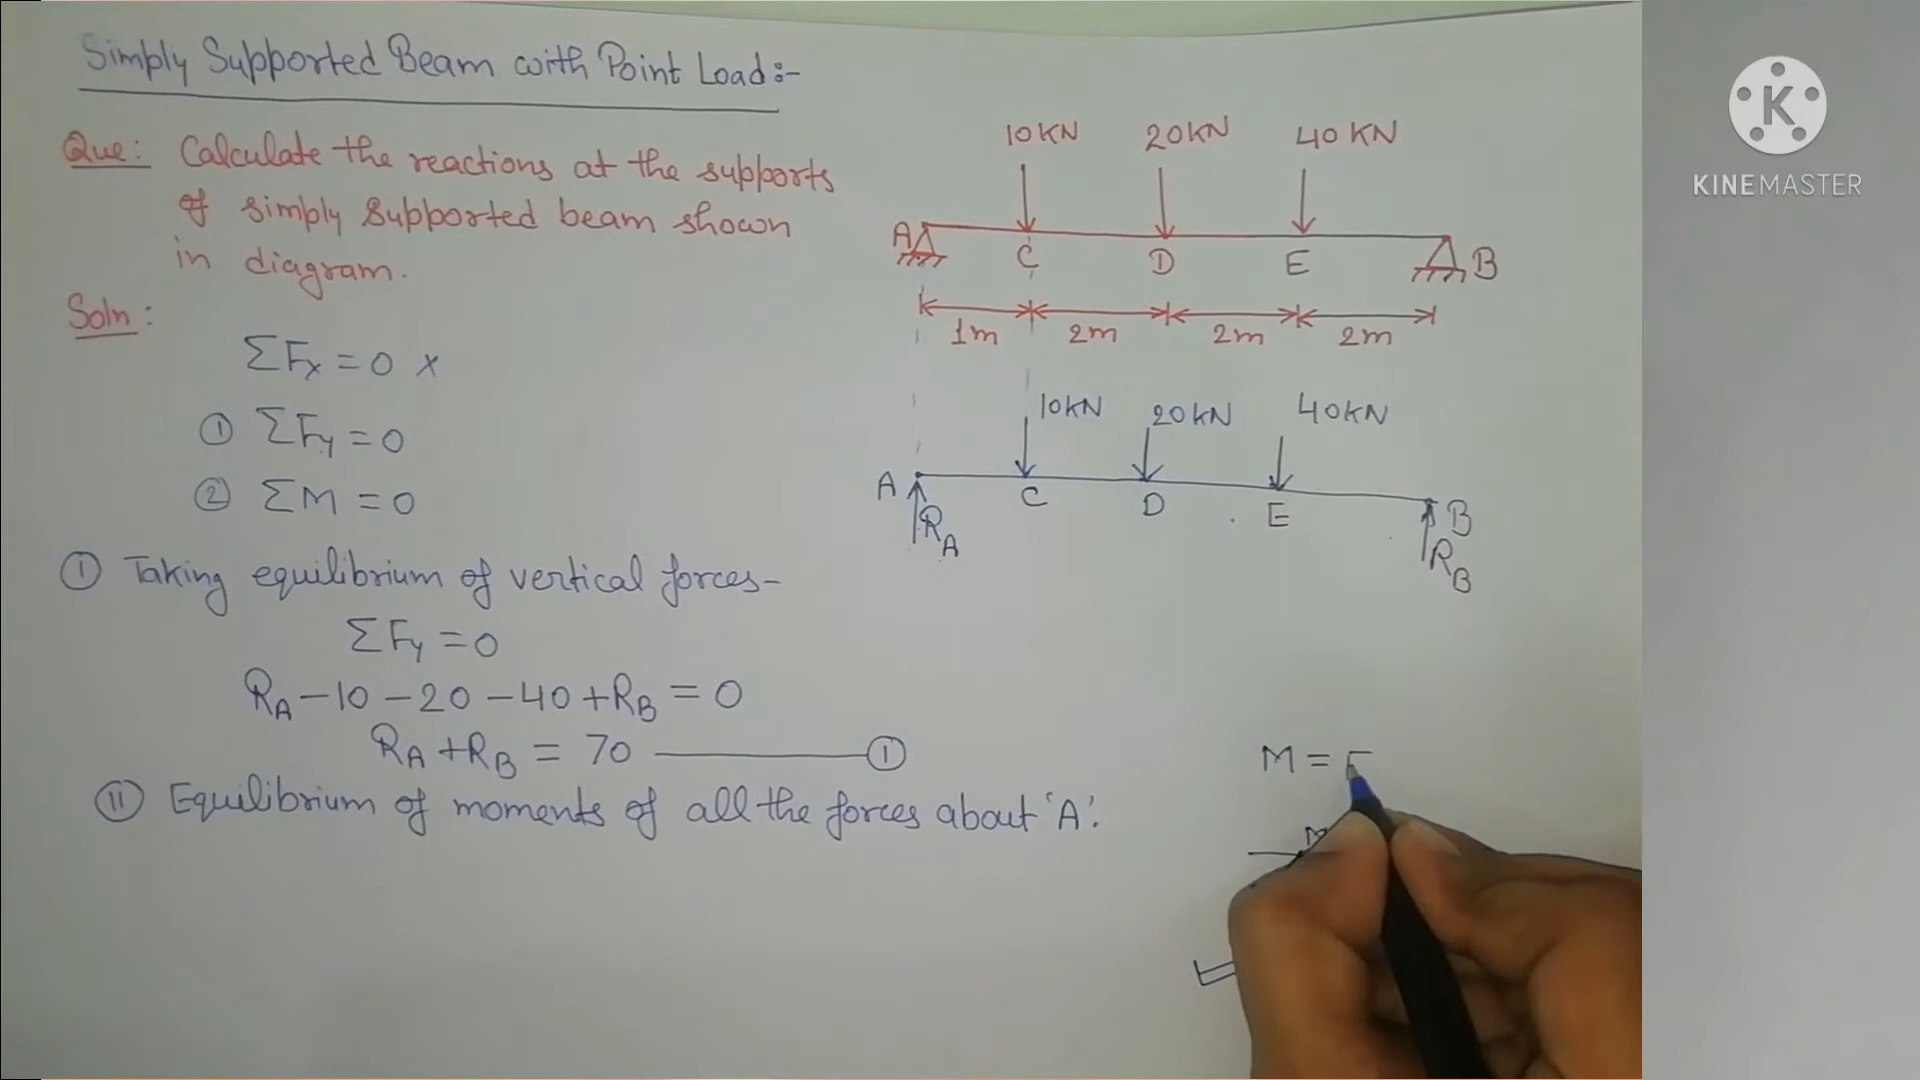 Simply Supported Beam with Point Load:-
Que: Calculate the reactions at the supports
of simply supported beam shown
in diagram.
Soln:
ΣFx = 0 x
① ΣFy = 0
② ΣM = 0
Ⓘ Taking equilibrium of vertical forces-
ΣFy = 0
RA - 10 - 20 - 40 + RB = 0
RA + RB = 70 ——— ①
Ⓘⓘ Equilibrium of moments of all the forces about 'A'.
10KN 20KN 40KN
A C D E B
1m 2m 2m 2m
10KN 20KN 40KN
A C D E B
RA RB
M = F
K
KINEMASTER